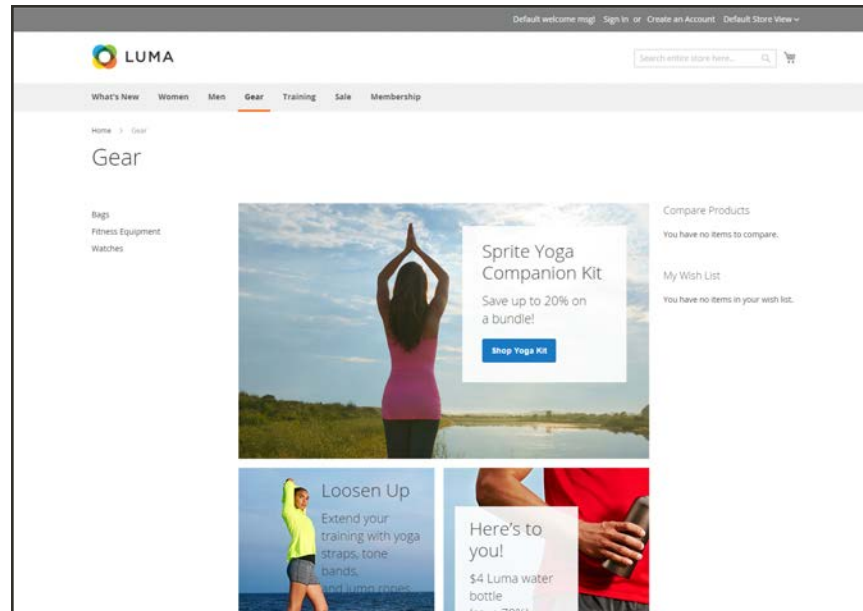 Default welcome msg! Sign In or Create an Account Default Store View
LUMA
Search entire store here...
What's New Women Men Gear Training Sale Membership
Home > Gear
Gear
Bags
Fitness Equipment
Watches
Sprite Yoga
Companion Kit
Save up to 20% on
a bundle!
Shop Yoga Kit
Compare Products
You have no items to compare.
My Wish List
You have no items in your wish list.
Loosen Up
Extend your
training with yoga
straps, tone
bands,
and jump ropes
Here's to
you!
$4 Luma water
bottle